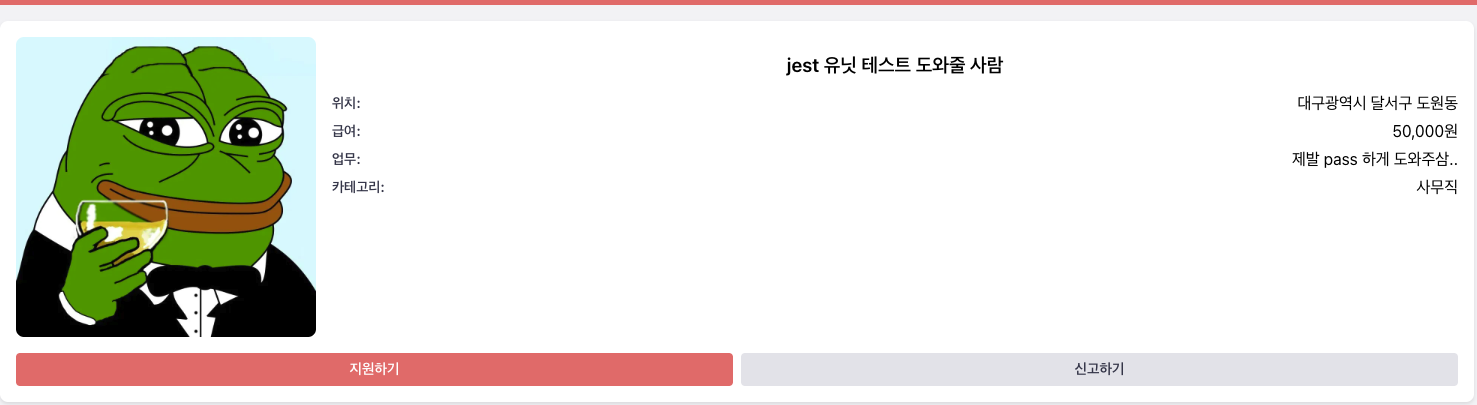 jest 유닛 테스트 도와줄 사람
위치: 대구광역시 달서구 도원동
급여: 50,000원
업무: 제발 pass 하게 도와주삼..
카테고리: 사무직
지원하기 신고하기